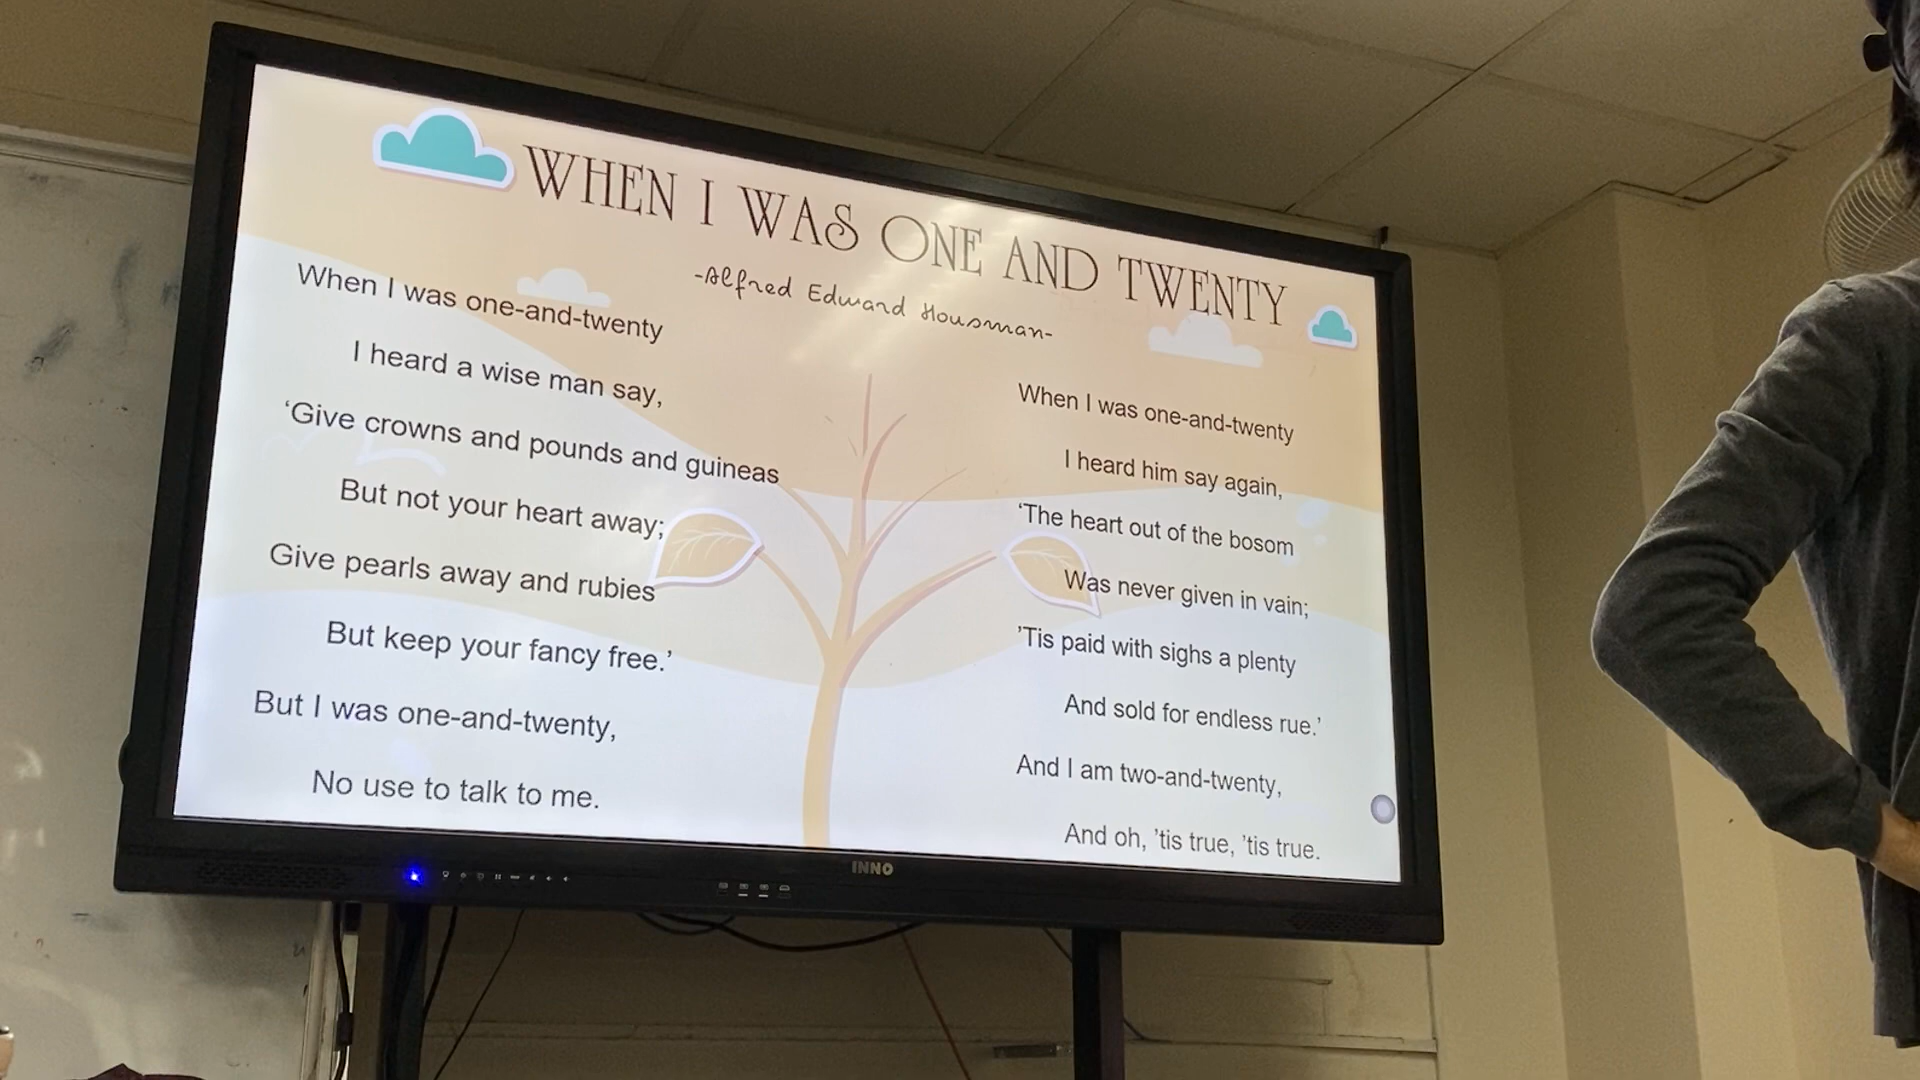 WHEN I WAS ONE AND TWENTY
-Alfred Edward Housman-
When I was one-and-twenty
I heard a wise man say,
‘Give crowns and pounds and guineas
But not your heart away;
Give pearls away and rubies
But keep your fancy free.’
But I was one-and-twenty,
No use to talk to me.
When I was one-and-twenty
I heard him say again,
‘The heart out of the bosom
Was never given in vain;
’Tis paid with sighs a plenty
And sold for endless rue.’
And I am two-and-twenty,
And oh, ’tis true, ’tis true.
INNO